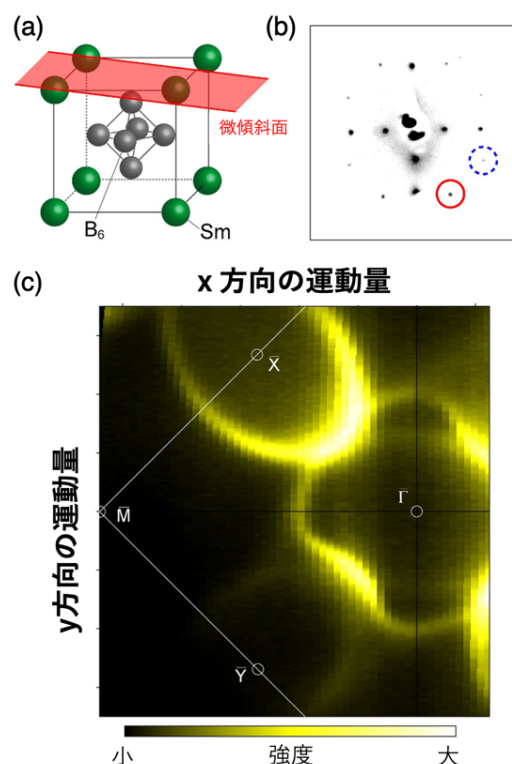 (a)
微傾斜面
B₆
Sm
(b)
(c)
x 方向の運動量
y方向の運動量
X̄
Γ̄
M̄
Ȳ
小
強度
大